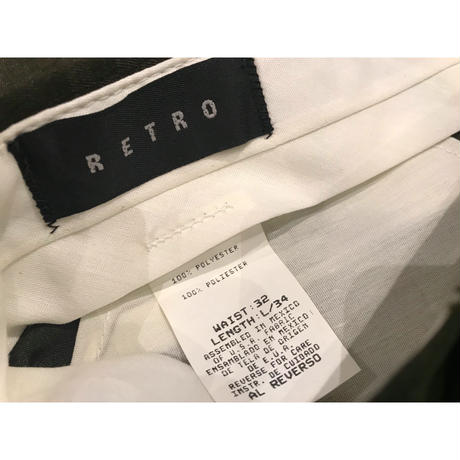 RETRO
100% POLYESTER
100% POLIESTER
WAIST:32
LENGTH:L/34
ASSEMBLED IN MEXICO
OF U.S.A. FABRIC
ENSAMBLADO EN MEXICO
DE TELA DE ORIGEN
DE E.U.A.
REVERSE FOR CARE
INSTR. DE CUIDADO
AL REVERSO